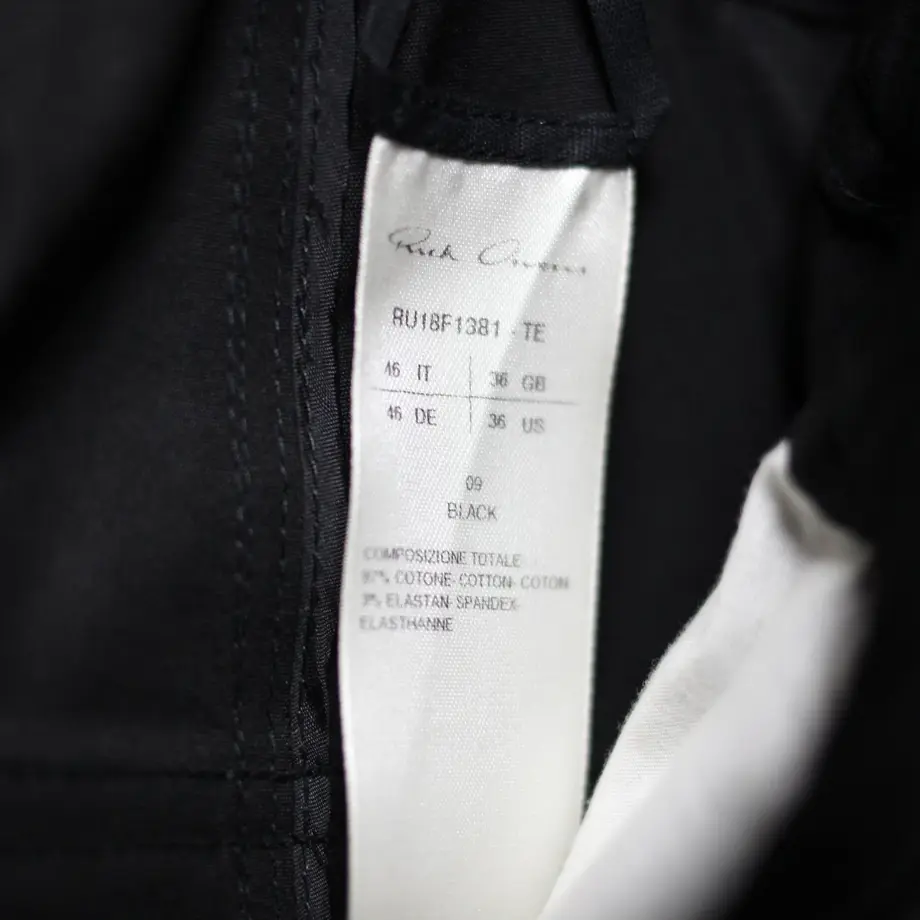 Rick Owens
RU18F1381 - TE
46 IT 36 GB
46 DE 36 US
09
BLACK
COMPOSIZIONE TOTALE
97% COTONE-COTTON-COTON
3% ELASTAN-SPANDEX-
ELASTHANNE